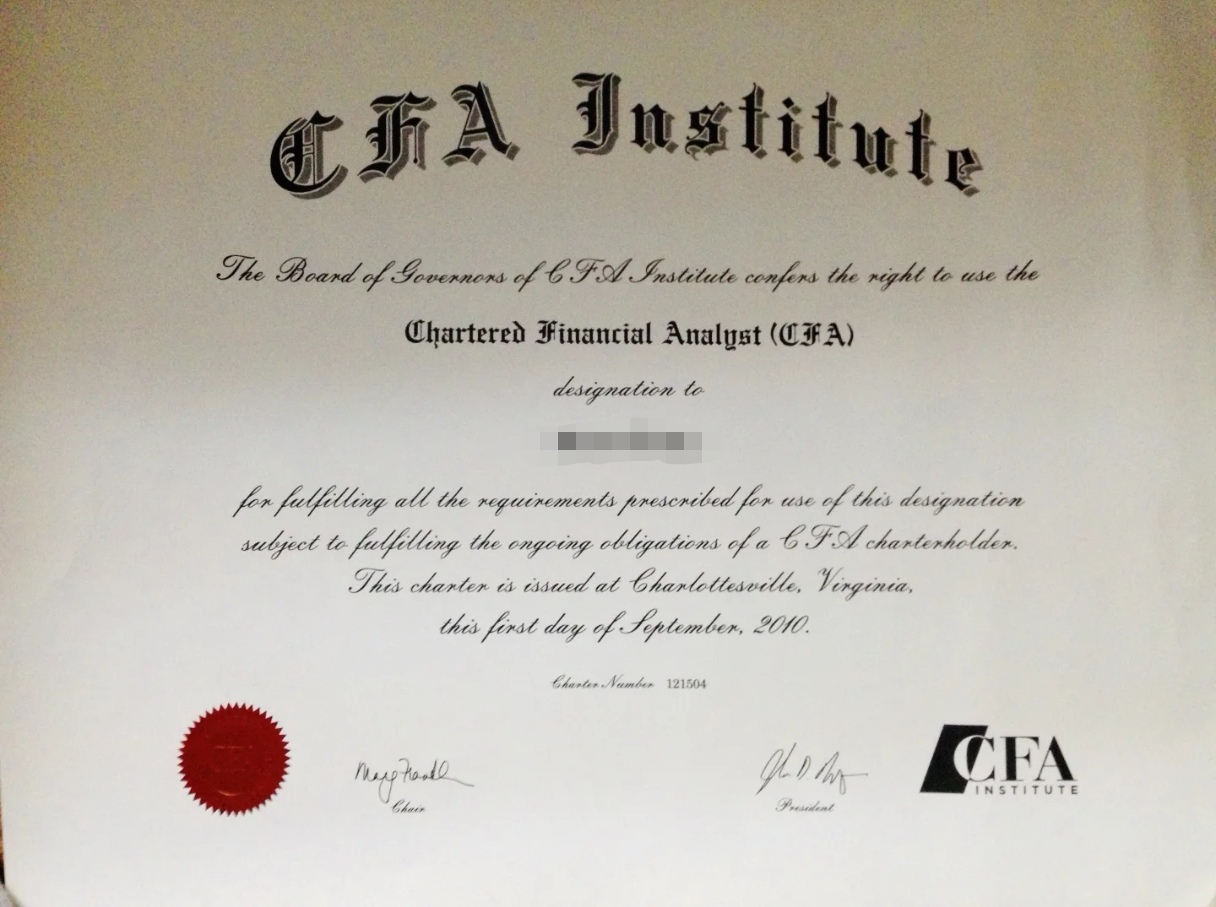 CFA Institute
The Board of Governors of CFA Institute confers the right to use the
Chartered Financial Analyst (CFA)
designation to
for fulfilling all the requirements prescribed for use of this designation
subject to fulfilling the ongoing obligations of a CFA charterholder.
This charter is issued at Charlottesville, Virginia,
this first day of September, 2010.
Charter Number 121504
Chair
President
CFA
INSTITUTE